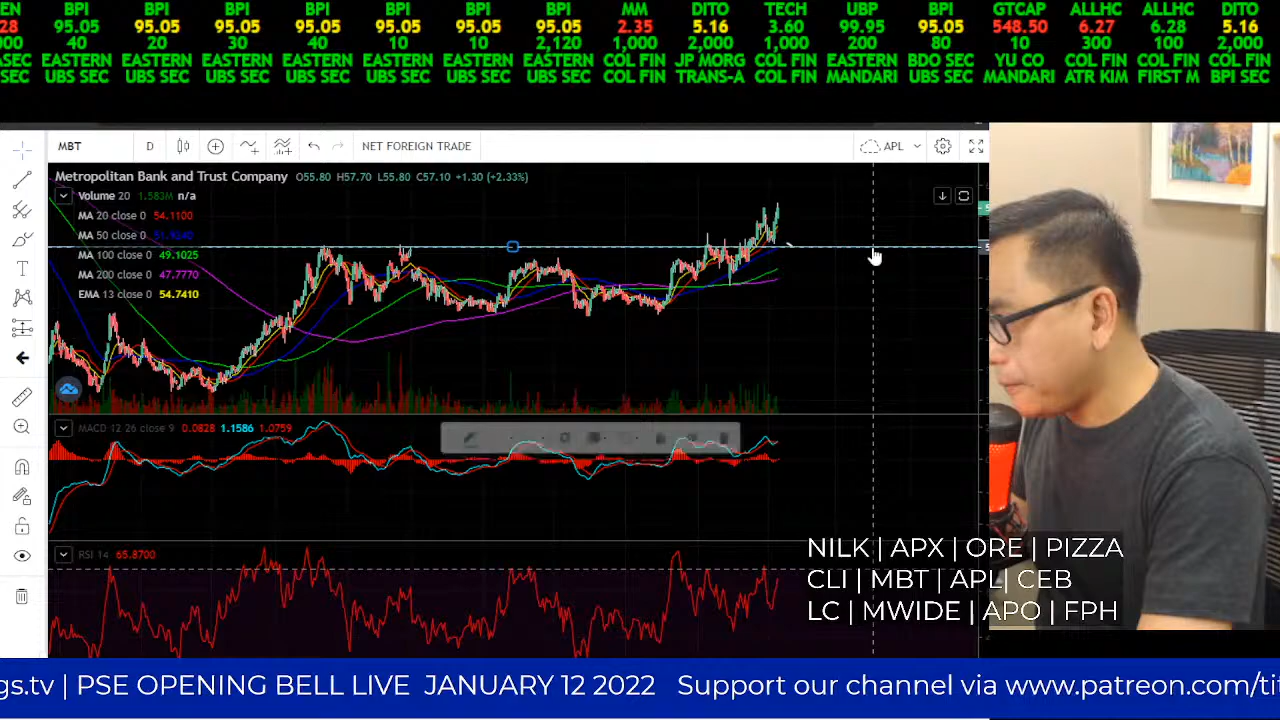 EN BPI BPI BPI BPI BPI BPI BPI MM DITO TECH UBP BPI GTCAP ALLHC ALLHC DITO
28 95.05 95.05 95.05 95.05 95.05 95.05 95.05 2.35 5.16 3.60 99.95 95.05 548.50 6.27 6.28 5.16
000 40 20 30 40 10 10 2,120 1,000 2,000 1,000 200 80 10 300 100 2,000
ASEC EASTERN EASTERN EASTERN EASTERN EASTERN EASTERN EASTERN COL FIN JP MORG COL FIN EASTERN BDO SEC YU CO COL FIN COL FIN COL FIN
SEC UBS SEC UBS SEC UBS SEC UBS SEC UBS SEC UBS SEC UBS SEC COL FIN TRANS-A COL FIN MANDARI UBS SEC MANDARI ATR KIM FIRST M BPI SEC
MBT D NET FOREIGN TRADE APL
Metropolitan Bank and Trust Company O55.80 H57.70 L55.80 C57.10 +1.30 (+2.33%)
Volume 20 1.583M n/a
MA 20 close 0 54.1100
MA 50 close 0
MA 100 close 0 49.1025
MA 200 close 0 47.7770
EMA 13 close 0 54.7410
MACD 12 26 close 9 0.0828 1.1586 1.0759
RSI 14 65.8700
NILK | APX | ORE | PIZZA
CLI | MBT | APL | CEB
LC | MWIDE | APO | FPH
gs.tv | PSE OPENING BELL LIVE JANUARY 12 2022 Support our channel via www.patreon.com/ti